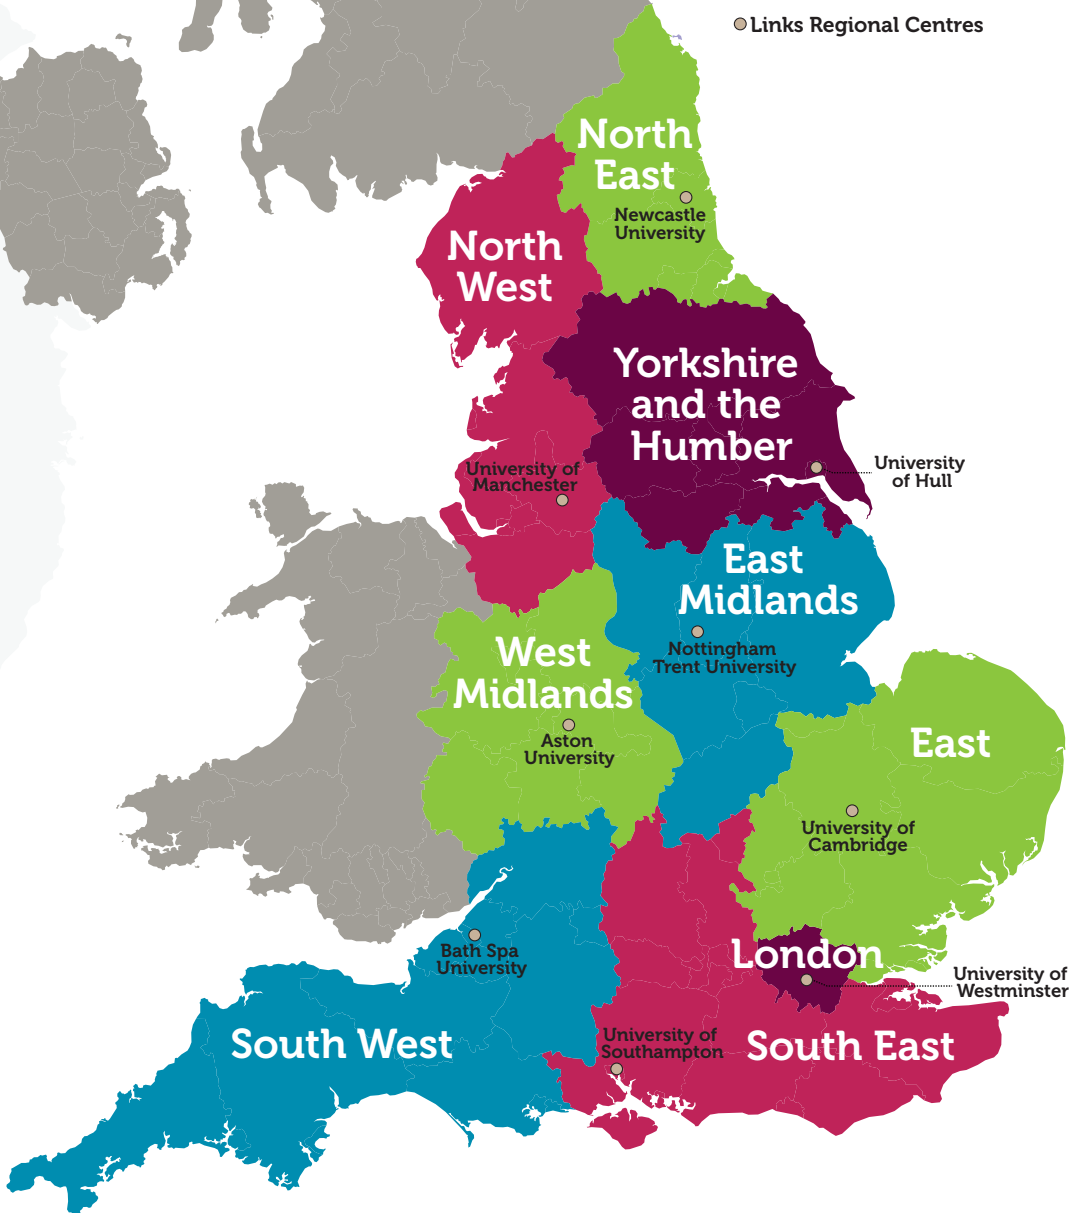 Links Regional Centres
North
East
Newcastle
University
North
West
Yorkshire
and the
Humber
University
of Hull
University of
Manchester
East
Midlands
Nottingham
Trent University
West
Midlands
Aston
University
East
University of
Cambridge
Bath Spa
University
London
University of
Westminster
South West
University of
Southampton
South East